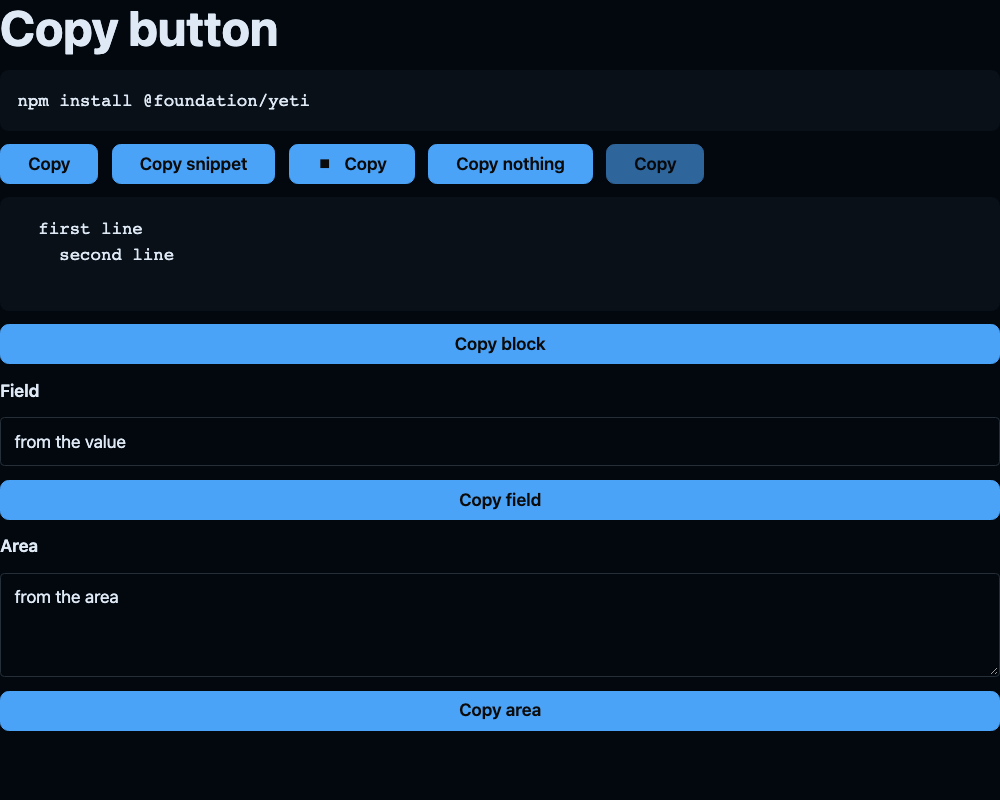 Copy button
npm install @foundation/yeti
Copy
Copy snippet
Copy
Copy nothing
Copy
first line
second line
Copy block
Field
from the value
Copy field
Area
from the area
Copy area